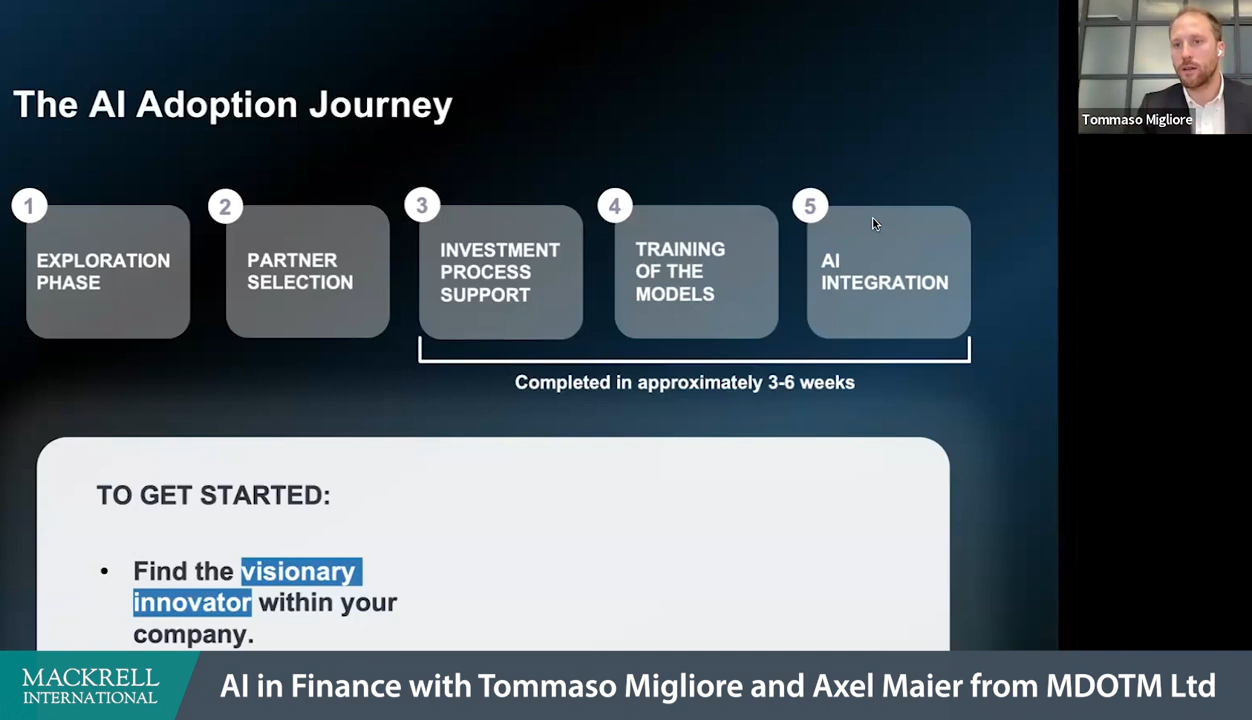 The AI Adoption Journey
Tommaso Migliore
1
EXPLORATION
PHASE
2
PARTNER
SELECTION
3
INVESTMENT
PROCESS
SUPPORT
4
TRAINING
OF THE
MODELS
5
AI
INTEGRATION
Completed in approximately 3-6 weeks
TO GET STARTED:
• Find the visionary
innovator within your
company.
MACKRELL
INTERNATIONAL
AI in Finance with Tommaso Migliore and Axel Maier from MDOTM Ltd